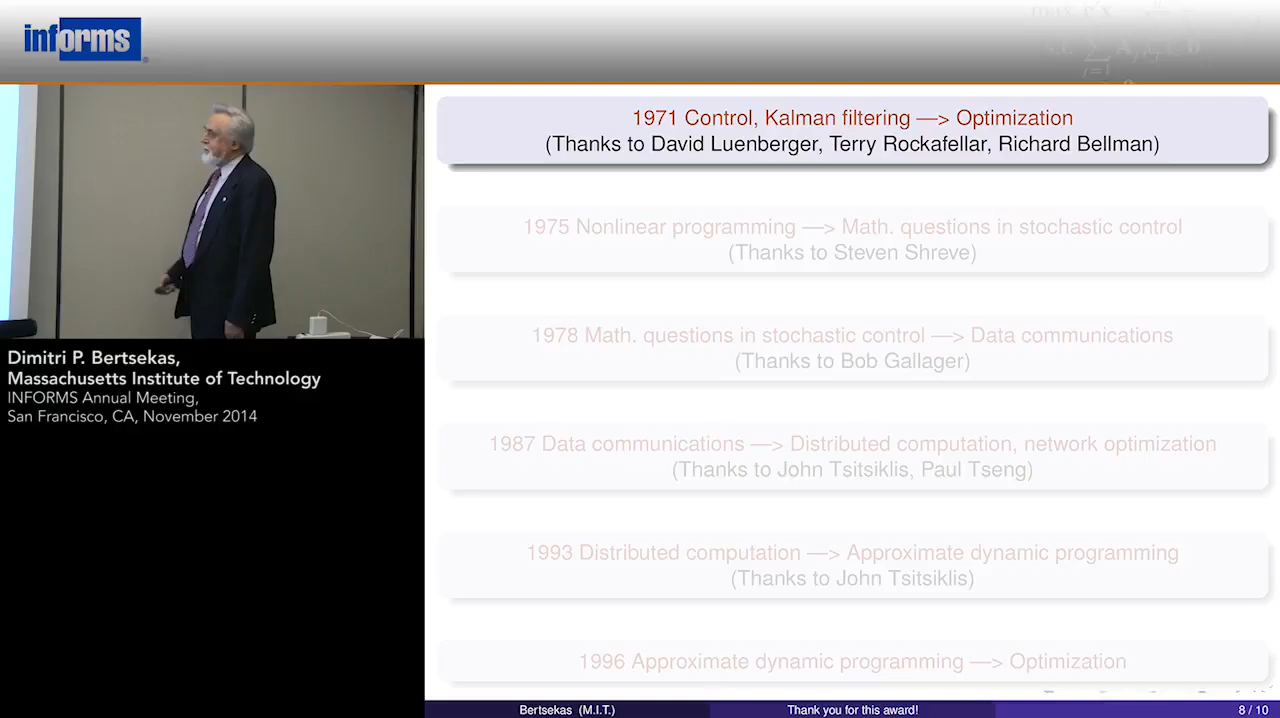 informs
1971 Control, Kalman filtering —> Optimization
(Thanks to David Luenberger, Terry Rockafellar, Richard Bellman)
1975 Nonlinear programming —> Math. questions in stochastic control
(Thanks to Steven Shreve)
1978 Math. questions in stochastic control —> Data communications
(Thanks to Bob Gallager)
1987 Data communications —> Distributed computation, network optimization
(Thanks to John Tsitsiklis, Paul Tseng)
1993 Distributed computation —> Approximate dynamic programming
(Thanks to John Tsitsiklis)
1996 Approximate dynamic programming —> Optimization
Dimitri P. Bertsekas,
Massachusetts Institute of Technology
INFORMS Annual Meeting,
San Francisco, CA, November 2014
Bertsekas (M.I.T.)
Thank you for this award!
8 / 10